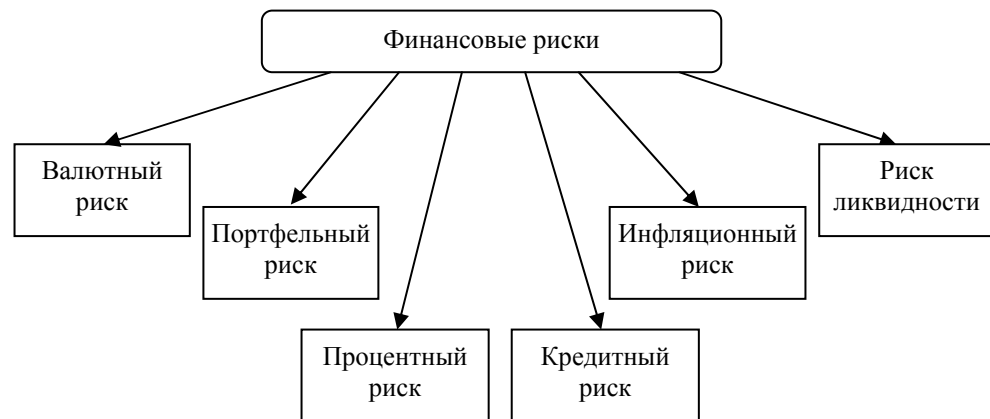 Финансовые риски
Валютный
риск
Портфельный
риск
Процентный
риск
Кредитный
риск
Инфляционный
риск
Риск
ликвидности